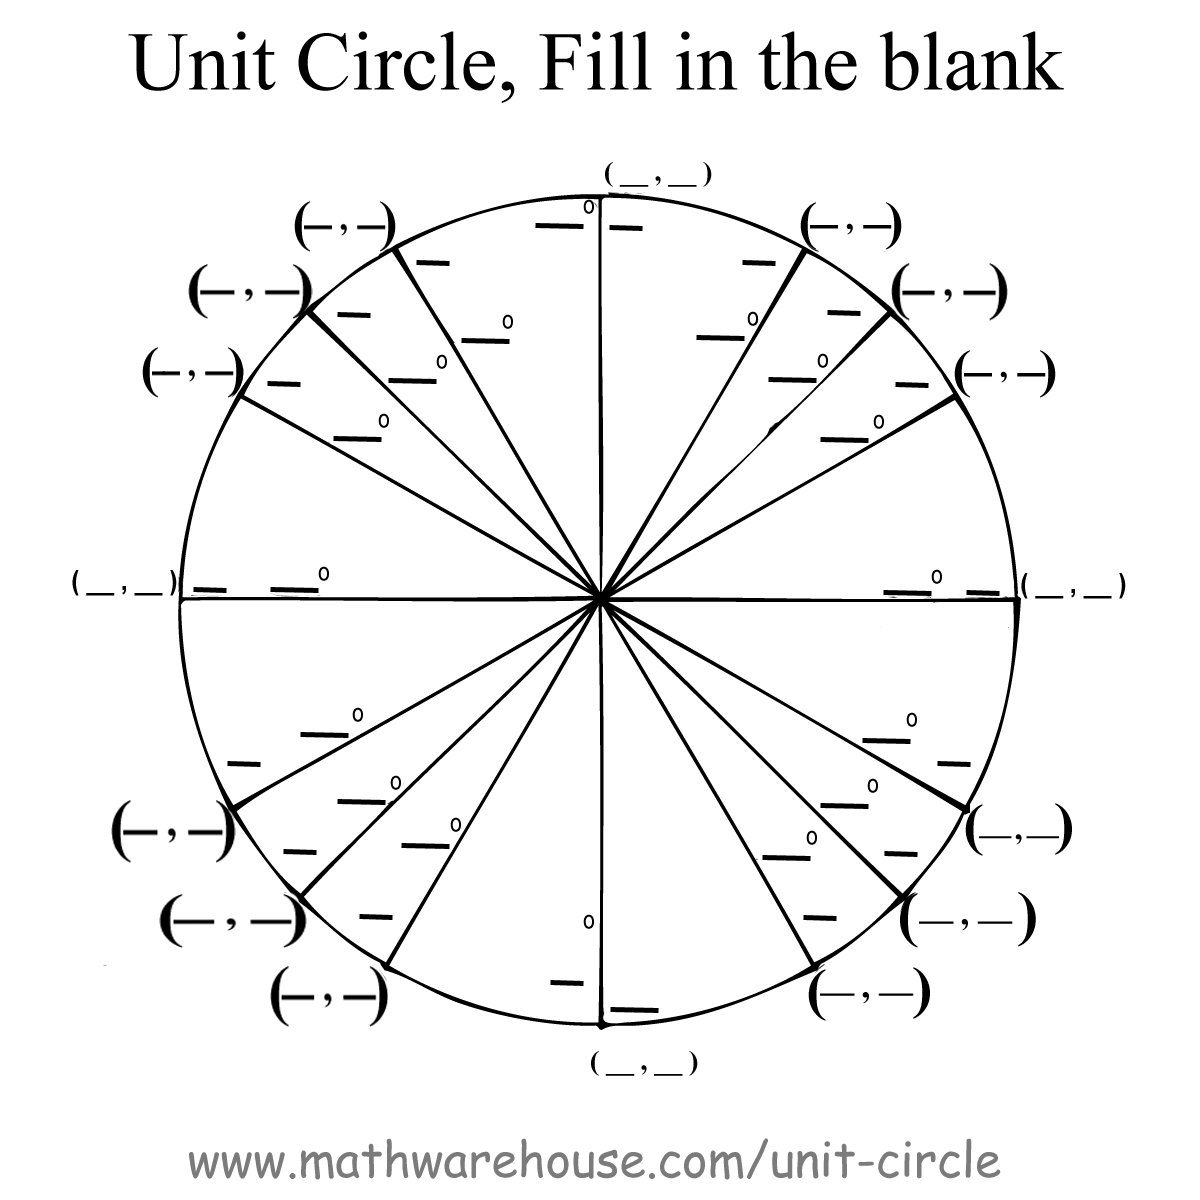 Unit Circle, Fill in the blank
(_,_)
o
(_,_) (_,_)
(_,_) (_,_)
o o
(_,_) o o (_,_)
o o
(_,_) o o (_,_)
o o
o o
(_,_) o o (_,_)
(_,_) o (_,_)
(_,_) (_,_)
(_,_)
www.mathwarehouse.com/unit-circle